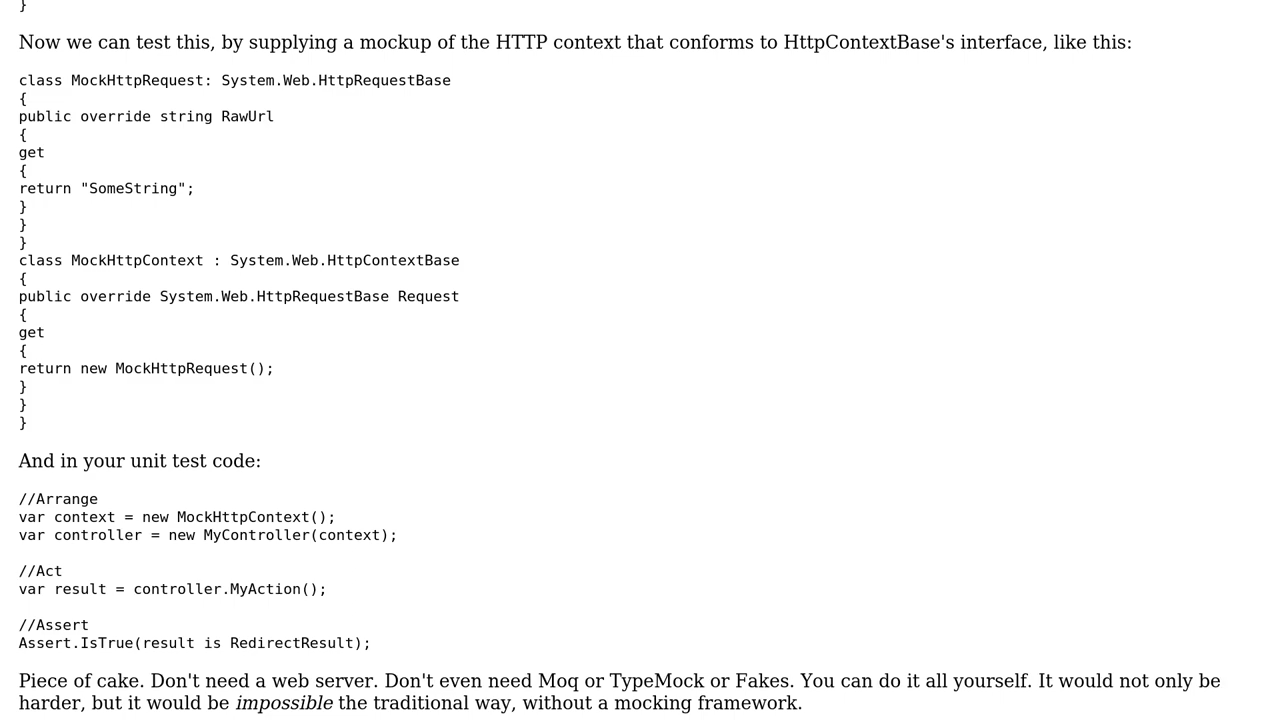 }
Now we can test this, by supplying a mockup of the HTTP context that conforms to HttpContextBase's interface, like this:
class MockHttpRequest: System.Web.HttpRequestBase
{
public override string RawUrl
{
get
{
return "SomeString";
}
}
}
class MockHttpContext : System.Web.HttpContextBase
{
public override System.Web.HttpRequestBase Request
{
get
{
return new MockHttpRequest();
}
}
}
And in your unit test code:
//Arrange
var context = new MockHttpContext();
var controller = new MyController(context);
//Act
var result = controller.MyAction();
//Assert
Assert.IsTrue(result is RedirectResult);
Piece of cake. Don't need a web server. Don't even need Moq or TypeMock or Fakes. You can do it all yourself. It would not only be
harder, but it would be impossible the traditional way, without a mocking framework.